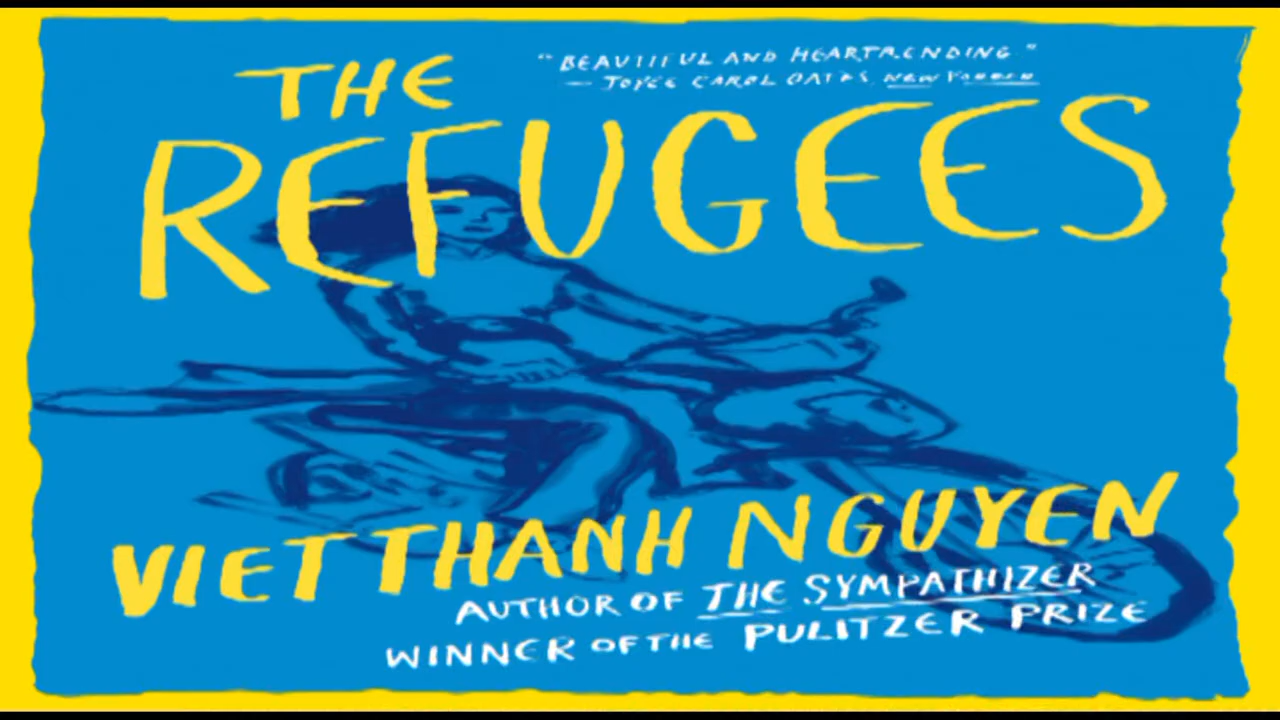 THE
"BEAUTIFUL AND HEARTRENDING."
— JOYCE CAROL OATES, NEW YORKER
REFUGEES
VIET THANH NGUYEN
AUTHOR OF THE SYMPATHIZER
WINNER OF THE PULITZER PRIZE